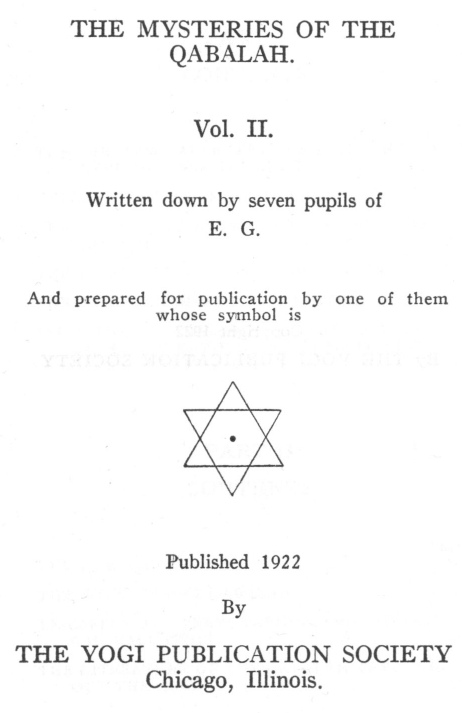 THE MYSTERIES OF THE
QABALAH.
Vol. II.
Written down by seven pupils of
E. G.
And prepared for publication by one of them
whose symbol is
Published 1922
By
THE YOGI PUBLICATION SOCIETY
Chicago, Illinois.